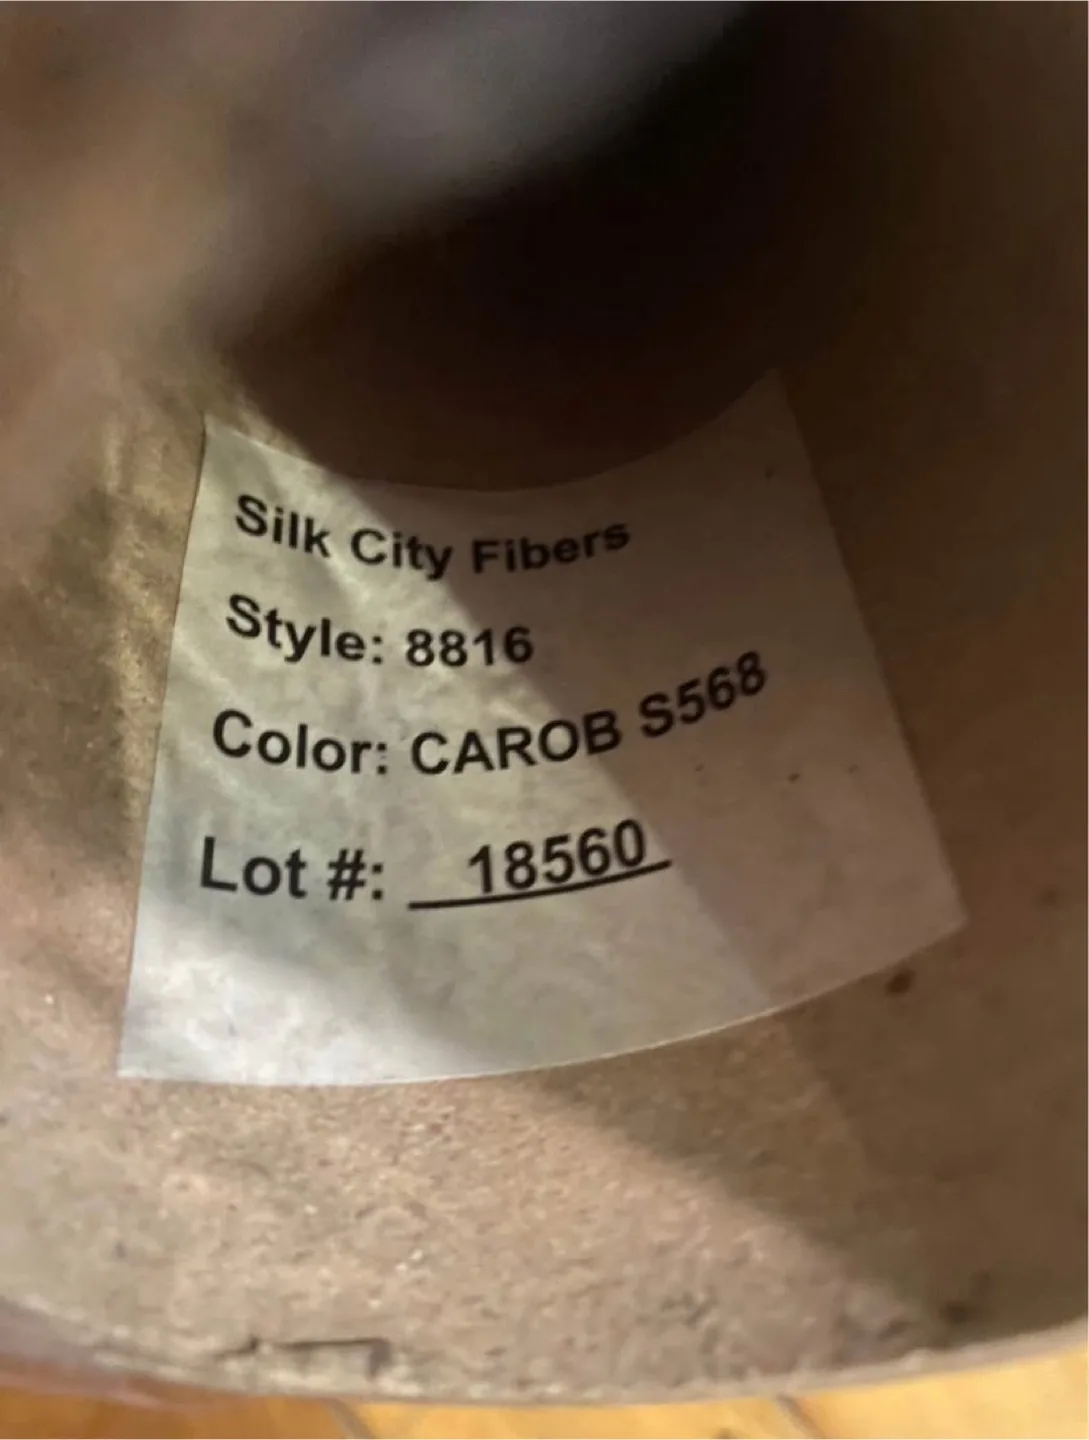 Silk City Fibers
Style: 8816
Color: CAROB S568
Lot #: 18560